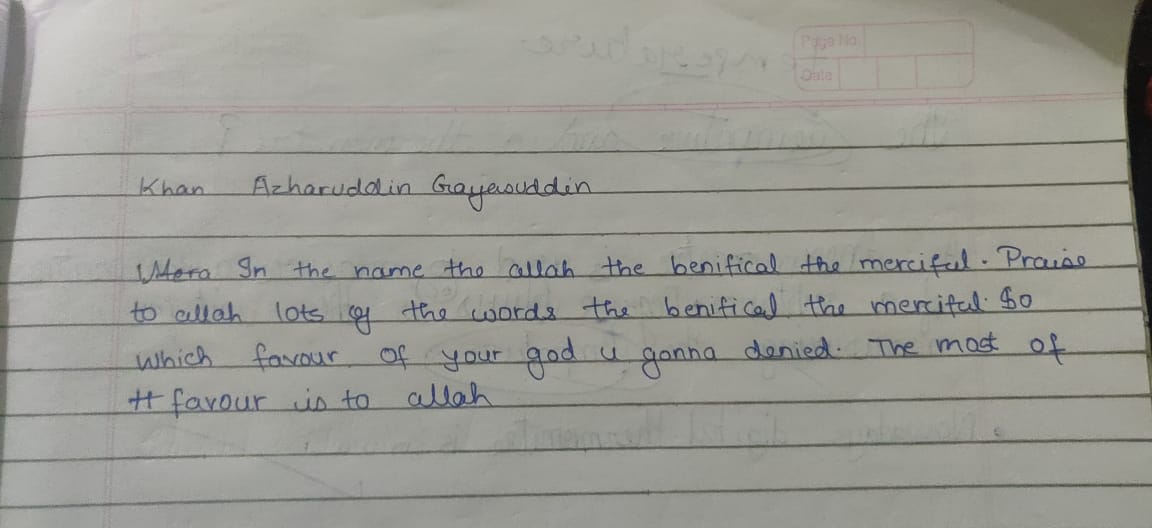 Page No.
Date
Khan Azharuddin Gayasuddin
In the name the allah the benifical the merciful. Praise
to allah lots of the words the benifical the merciful. So
which favour of your god u gonna denied. The most of
favour is to allah